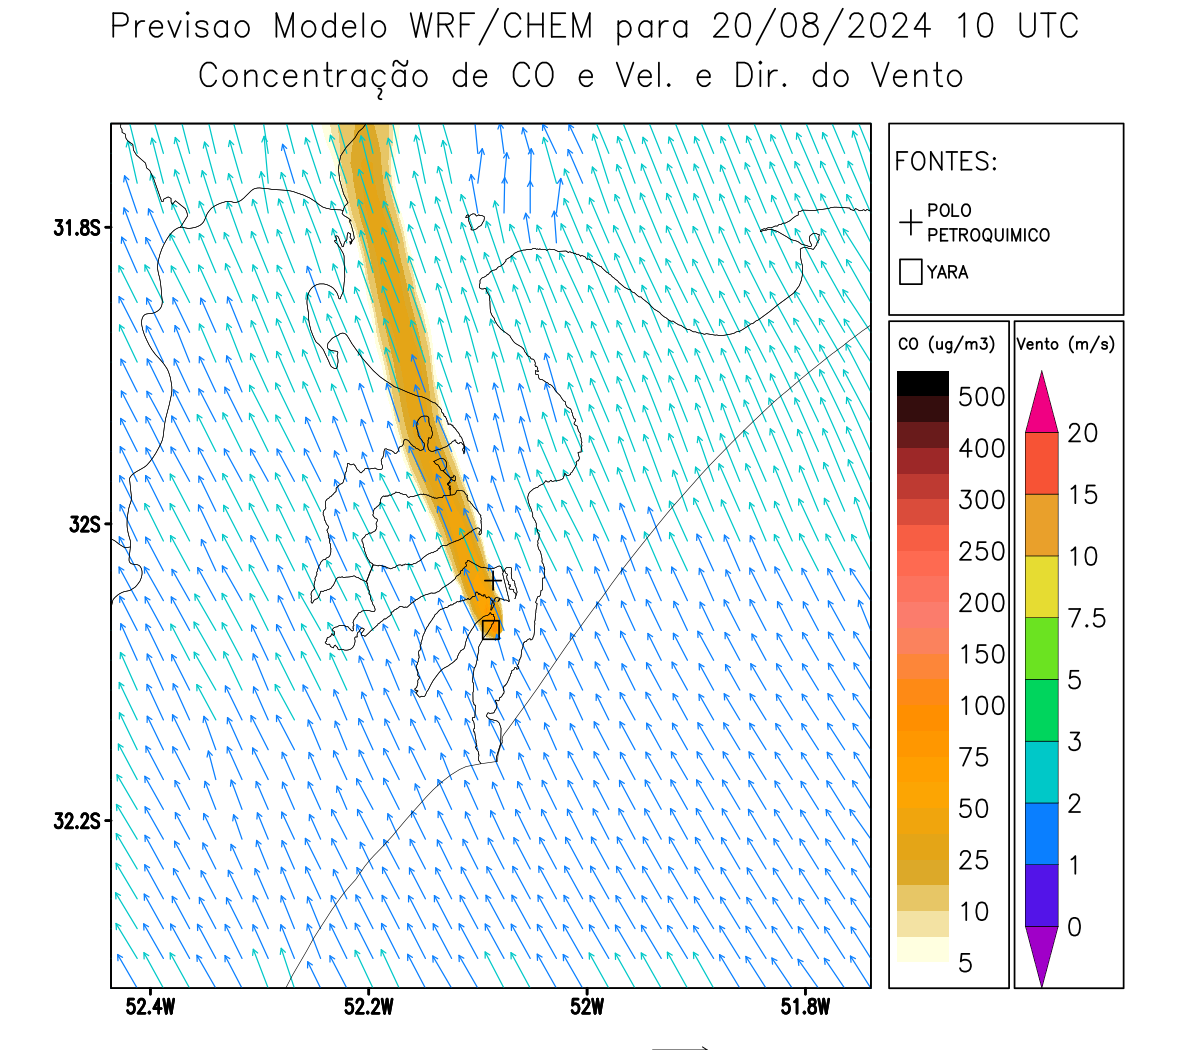 Previsao Modelo WRF/CHEM para 20/08/2024 10 UTC
Concentração de CO e Vel. e Dir. do Vento
FONTES:
POLO
PETROQUIMICO
YARA
CO (ug/m3)
500
400
300
250
200
150
100
75
50
25
10
5
Vento (m/s)
20
15
10
7.5
5
3
2
1
0
31.8S
32S
32.2S
52.4W
52.2W
52W
51.8W